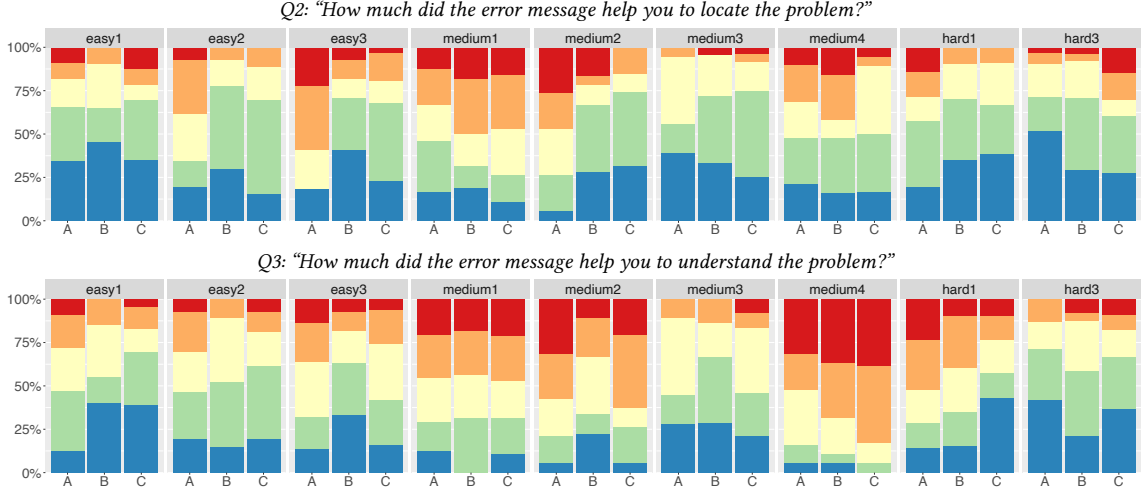 Q2: “How much did the error message help you to locate the problem?”
easy1 easy2 easy3 medium1 medium2 medium3 medium4 hard1 hard3
100%
75%
50%
25%
0%
A B C A B C A B C A B C A B C A B C A B C A B C A B C
Q3: “How much did the error message help you to understand the problem?”
easy1 easy2 easy3 medium1 medium2 medium3 medium4 hard1 hard3
100%
75%
50%
25%
0%
A B C A B C A B C A B C A B C A B C A B C A B C A B C